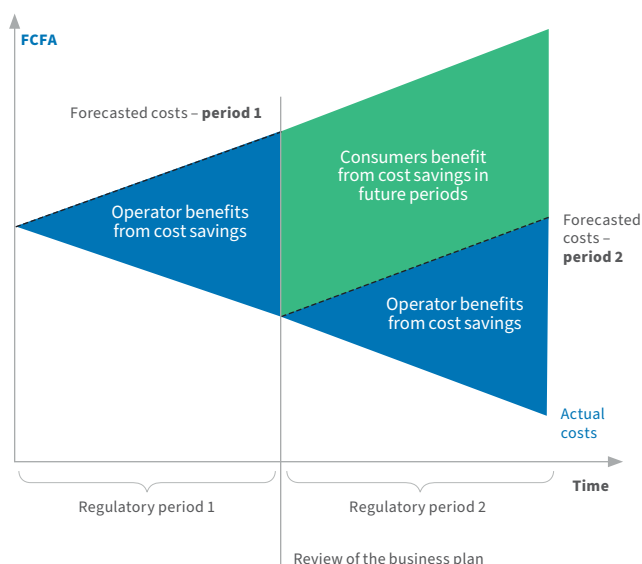 FCFA
Forecasted costs – period 1
Consumers benefit
from cost savings in
future periods
Operator benefits
from cost savings
Forecasted
costs –
period 2
Operator benefits
from cost savings
Actual
costs
Time
Regulatory period 1
Regulatory period 2
Review of the business plan